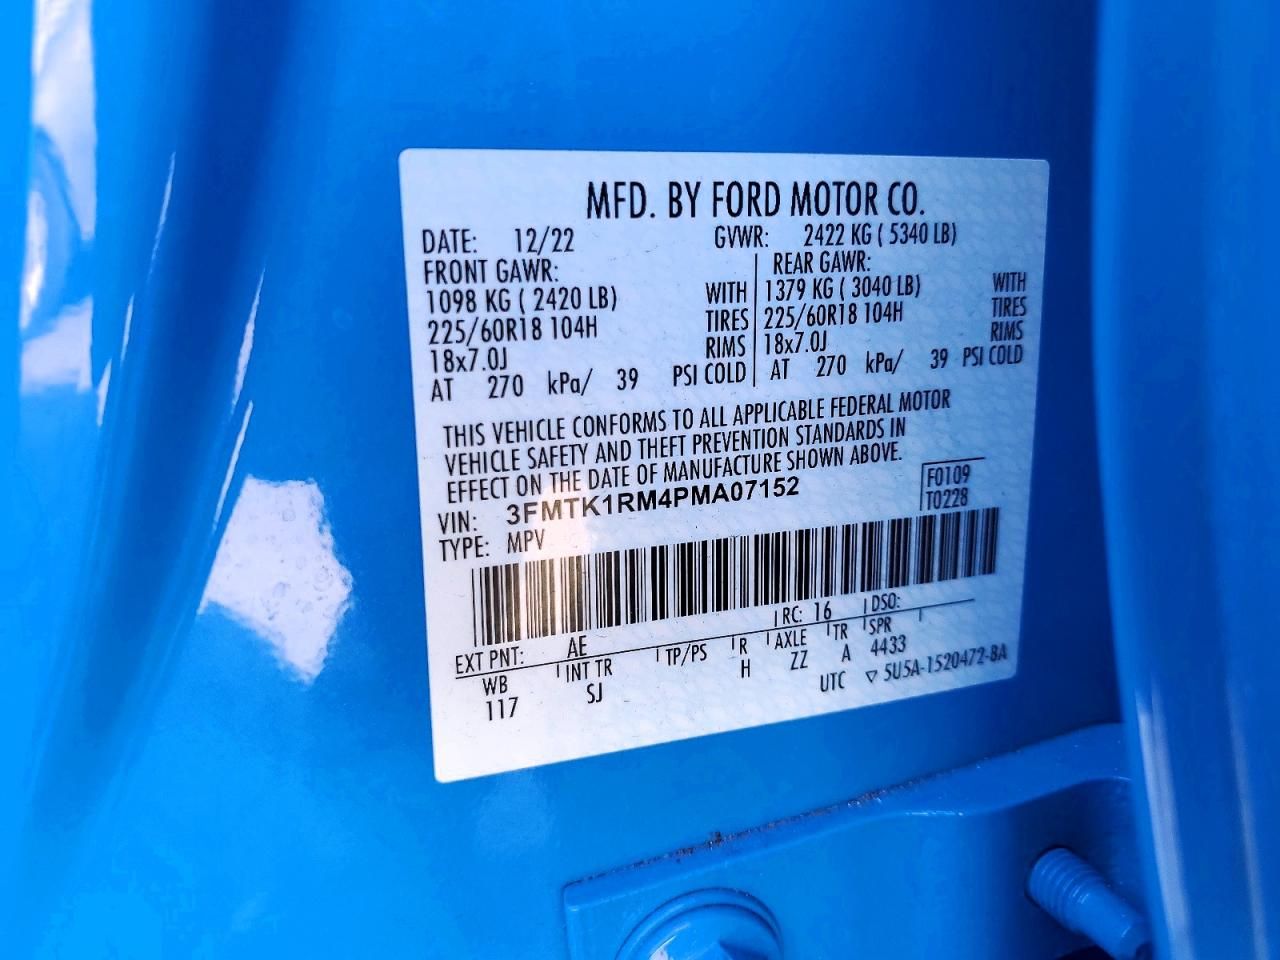 MFD. BY FORD MOTOR CO.
DATE: 12/22 GVWR: 2422 KG ( 5340 LB)
FRONT GAWR: REAR GAWR:
1098 KG ( 2420 LB) WITH 1379 KG ( 3040 LB) WITH
225/60R18 104H TIRES 225/60R18 104H TIRES
18x7.0J RIMS 18x7.0J RIMS
AT 270 kPa/ 39 PSI COLD AT 270 kPa/ 39 PSI COLD
THIS VEHICLE CONFORMS TO ALL APPLICABLE FEDERAL MOTOR
VEHICLE SAFETY AND THEFT PREVENTION STANDARDS IN
EFFECT ON THE DATE OF MANUFACTURE SHOWN ABOVE.
F0109
VIN: 3FMTK1RM4PMA07152 T0228
TYPE: MPV
EXT PNT: AE RC: 16 DSO:
WB INT TR TP/PS R AXLE TR SPR
117 SJ H ZZ A 4433
UTC ▽ 5U5A-1520472-BA